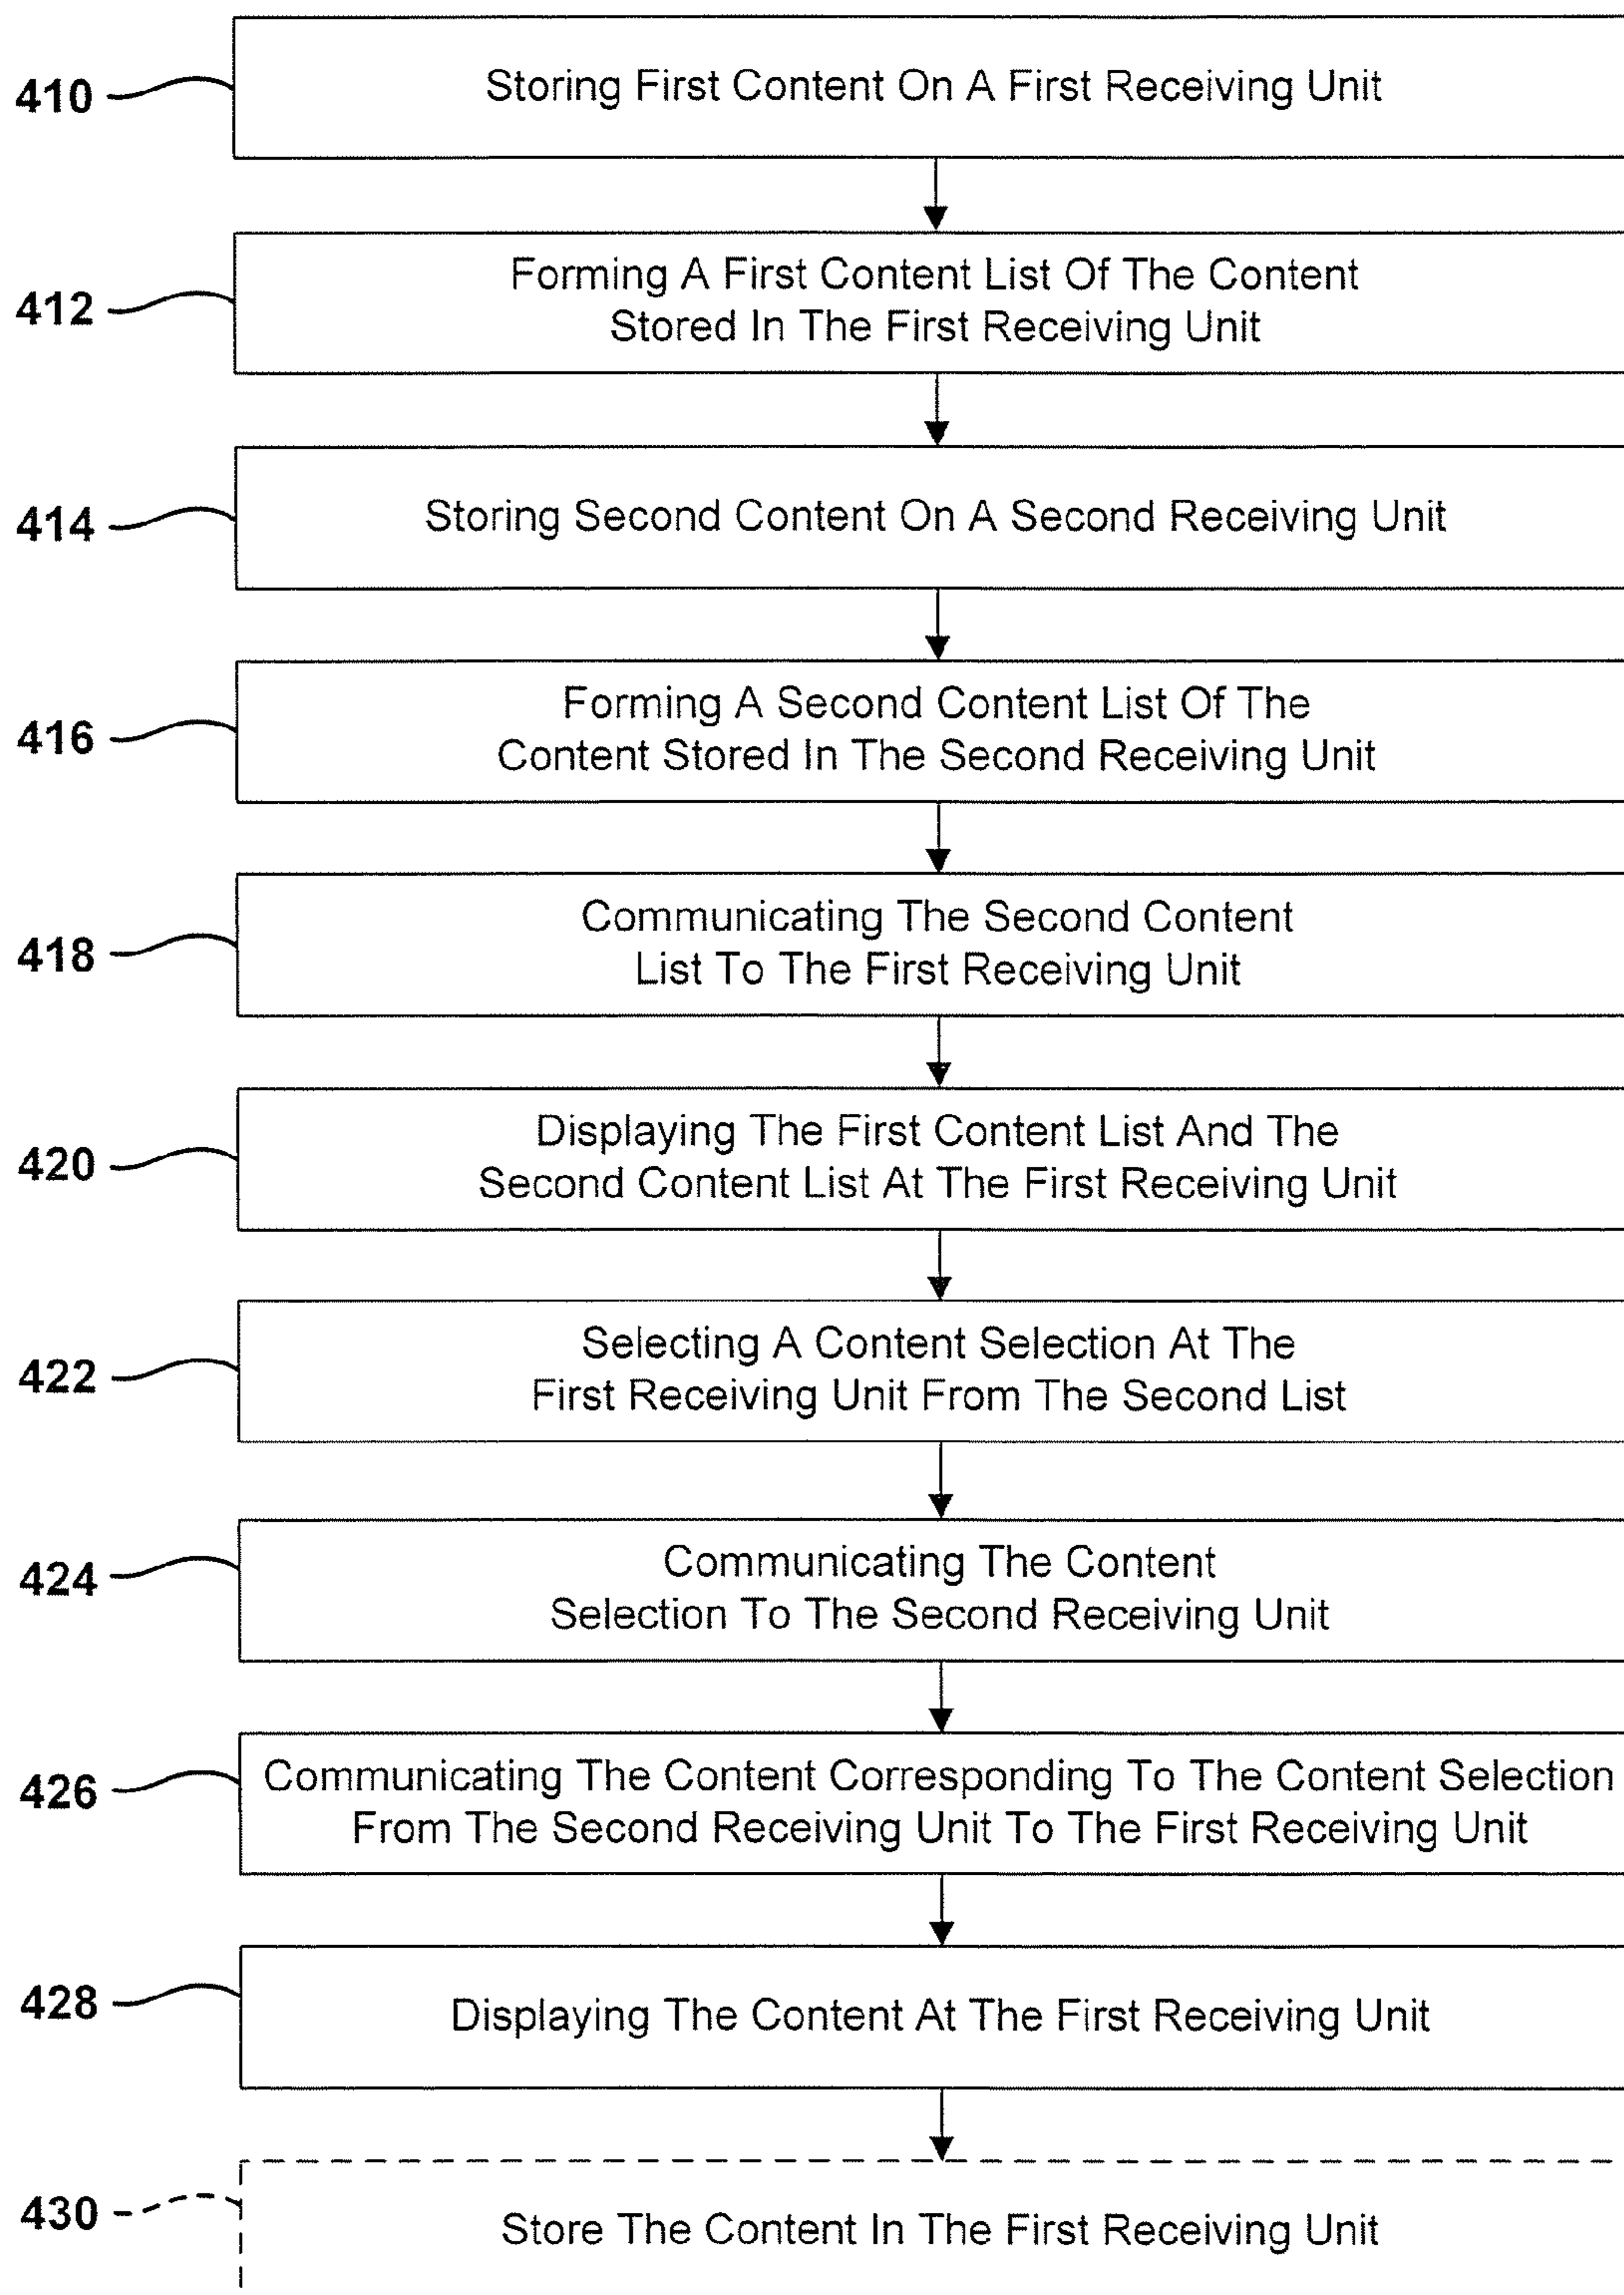 410
Storing First Content On A First Receiving Unit
412
Forming A First Content List Of The Content
Stored In The First Receiving Unit
414
Storing Second Content On A Second Receiving Unit
416
Forming A Second Content List Of The
Content Stored In The Second Receiving Unit
418
Communicating The Second Content
List To The First Receiving Unit
420
Displaying The First Content List And The
Second Content List At The First Receiving Unit
422
Selecting A Content Selection At The
First Receiving Unit From The Second List
424
Communicating The Content
Selection To The Second Receiving Unit
426
Communicating The Content Corresponding To The Content Selection
From The Second Receiving Unit To The First Receiving Unit
428
Displaying The Content At The First Receiving Unit
430
Store The Content In The First Receiving Unit